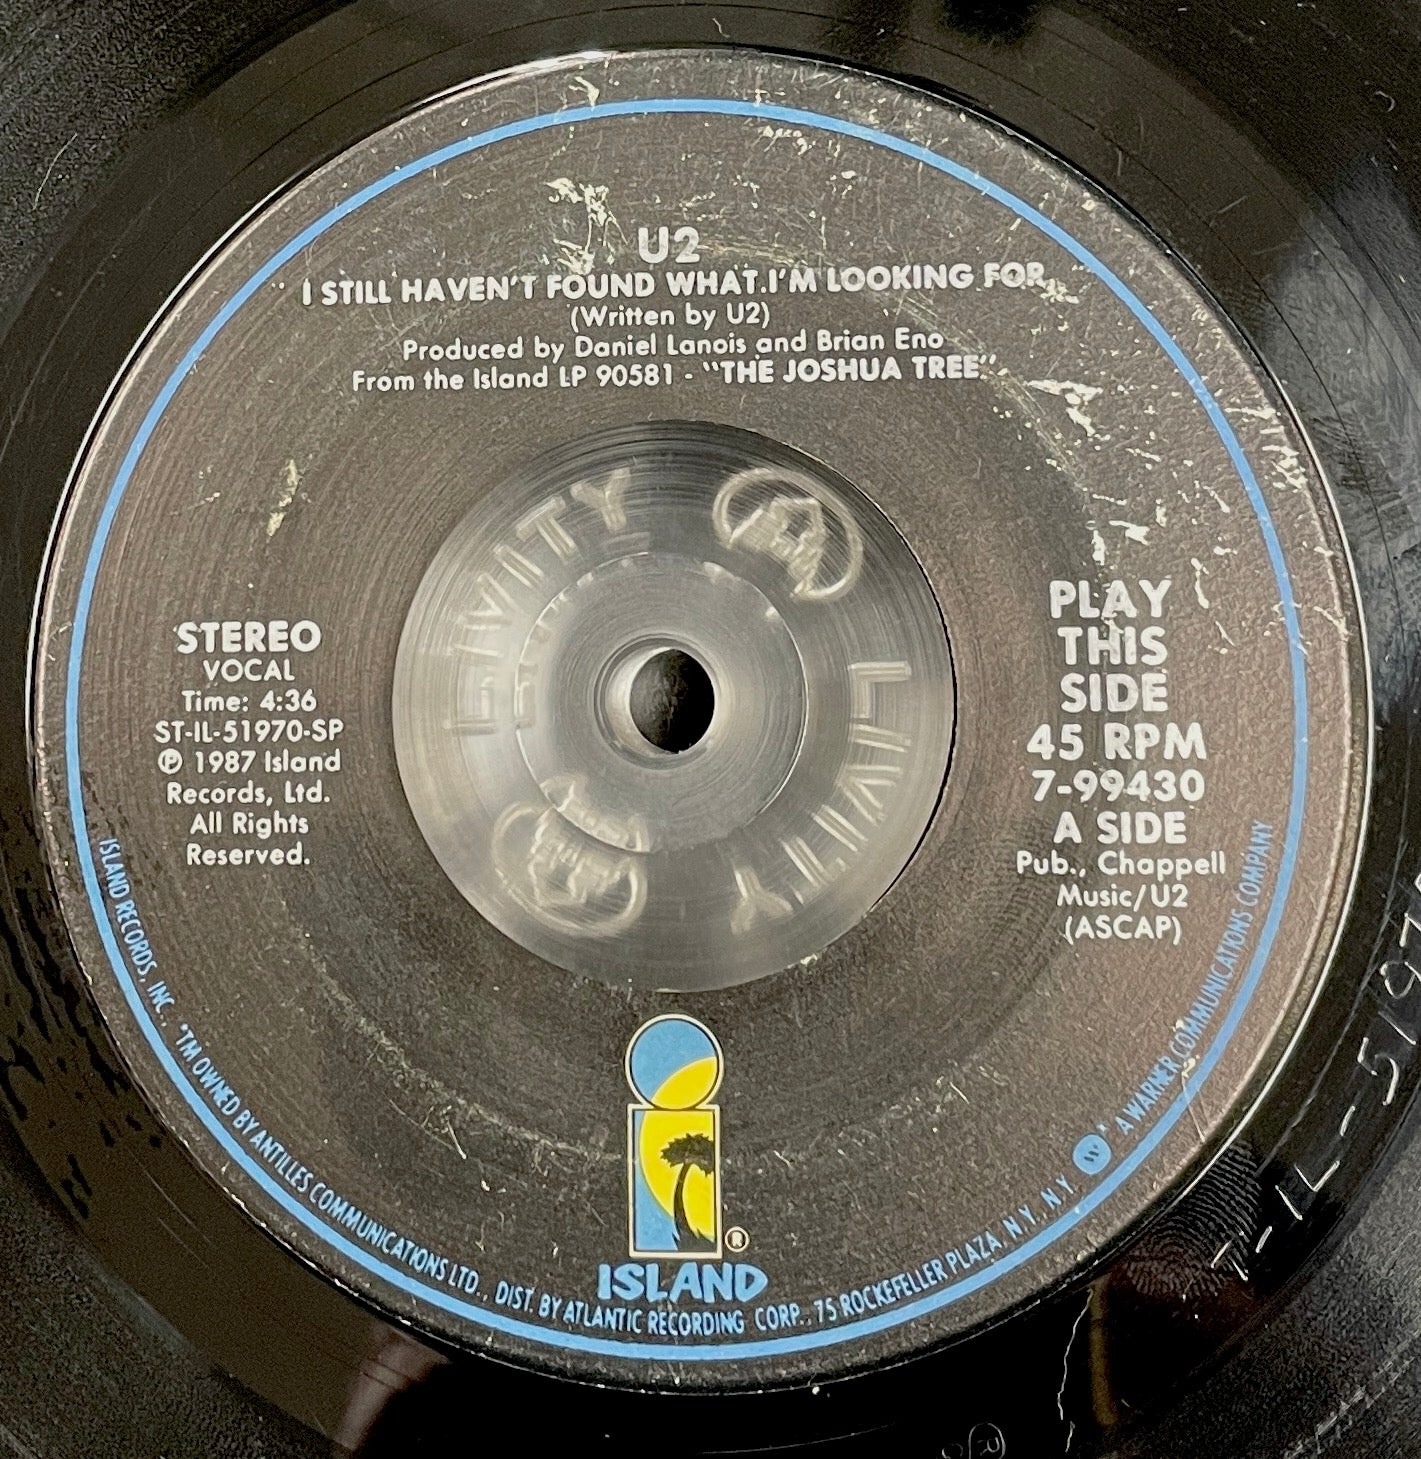 U2
I STILL HAVEN'T FOUND WHAT I'M LOOKING FOR
(Written by U2)
Produced by Daniel Lanois and Brian Eno
From the Island LP 90581 - "THE JOSHUA TREE"
STEREO
VOCAL
Time: 4:36
ST-IL-51970-SP
℗ 1987 Island
Records, Ltd.
All Rights
Reserved.
PLAY
THIS
SIDE
45 RPM
7-99430
A SIDE
Pub., Chappell
Music/U2
(ASCAP)
LIVITY
LIVITY
®
ISLAND
ISLAND RECORDS, INC., *TM OWNED BY ANTILLES COMMUNICATIONS LTD., DIST. BY ATLANTIC RECORDING CORP., 75 ROCKEFELLER PLAZA, N.Y., N.Y. A WARNER COMMUNICATIONS COMPANY